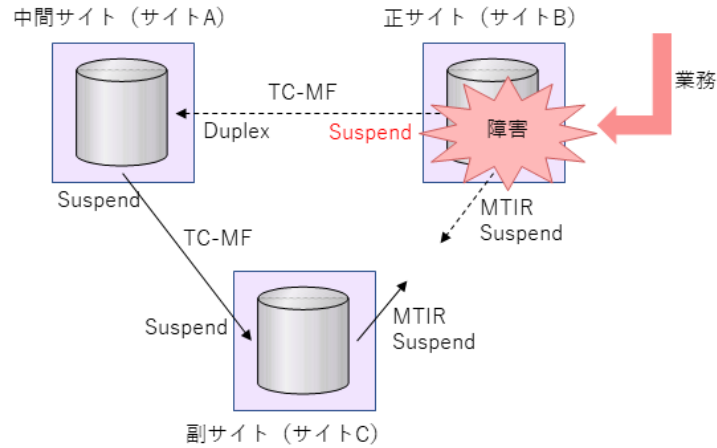 中間サイト（サイトA）
正サイト（サイトB）
業務
TC-MF
Duplex
Suspend
障害
Suspend
MTIR
Suspend
TC-MF
Suspend
MTIR
Suspend
副サイト（サイトC）